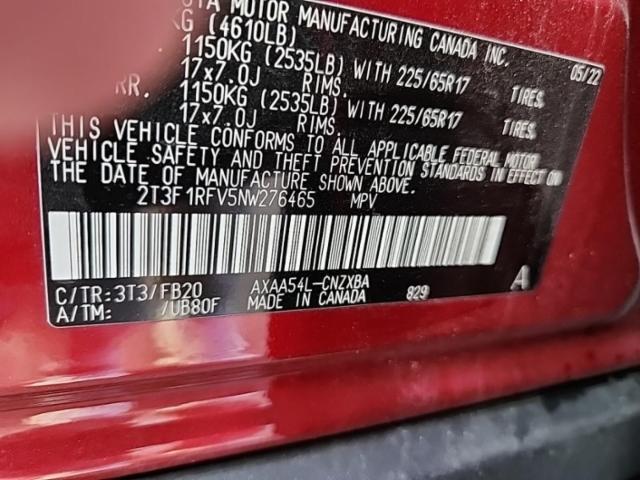 MOTOR MANUFACTURING CANADA INC.
KG (4610LB) 05/22
1150KG (2535LB) WITH 225/65R17 TIRES,
17x7.0J RIMS.
RR. 1150KG (2535LB) WITH 225/65R17 TIRES,
17x7.0J RIMS.
THIS VEHICLE CONFORMS TO ALL APPLICABLE FEDERAL MOTOR
VEHICLE SAFETY AND THEFT PREVENTION STANDARDS IN EFFECT ON
THE DATE OF MANUFACTURE SHOWN ABOVE.
2T3F1RFV5NW276465 MPV
C/TR:3T3/FB20 AXAA54L-CNZXBA A
A/TM: /UB80F MADE IN CANADA 829